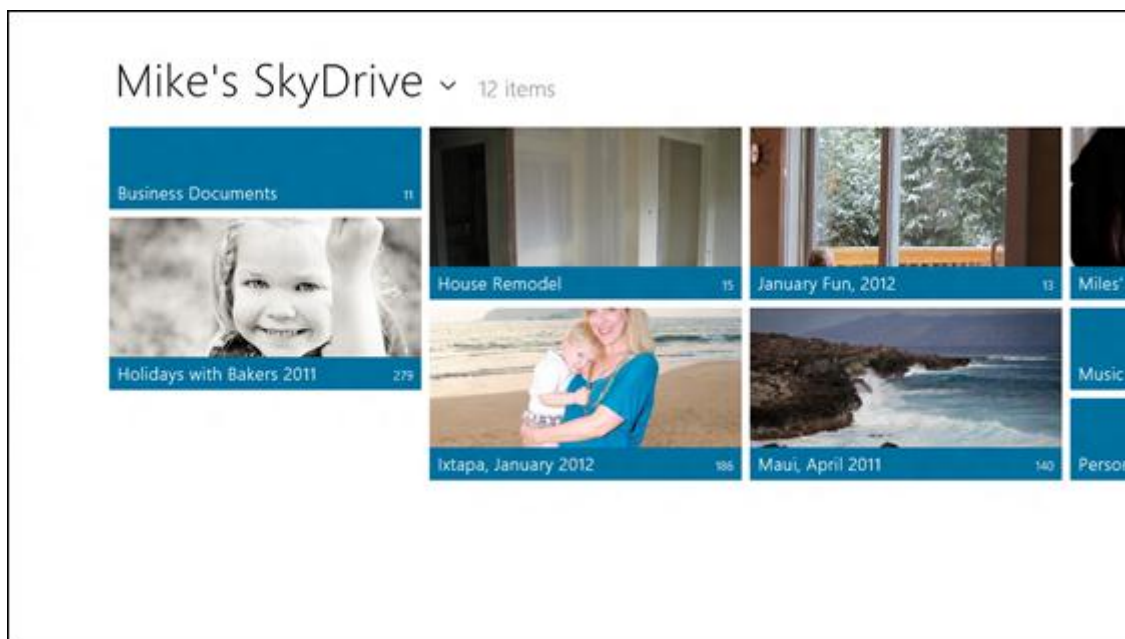 Mike's SkyDrive 12 items
Business Documents 11
Holidays with Bakers 2011 279
House Remodel 15
Ixtapa, January 2012 186
January Fun, 2012 13
Maui, April 2011 140
Miles'
Music